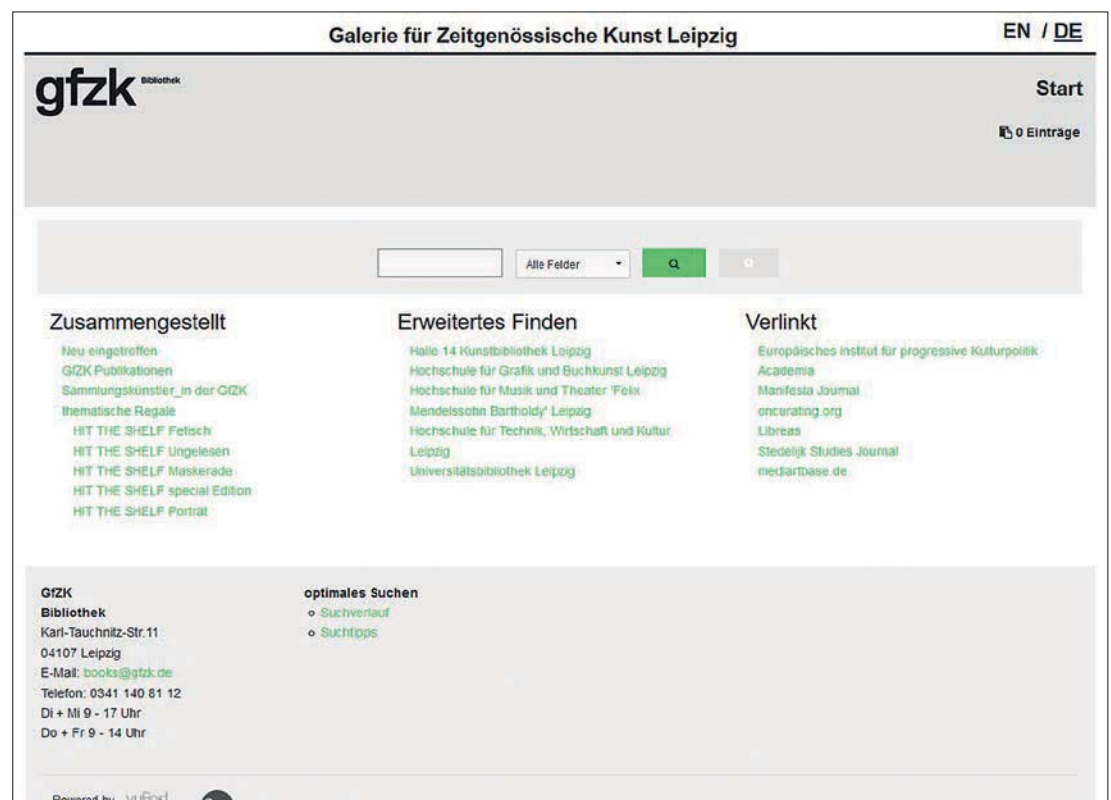 Galerie für Zeitgenössische Kunst Leipzig
EN / DE
gfzk Bibliothek
Start
0 Einträge
Alle Felder
Zusammengestellt
Neu eingetroffen
GfZK Publikationen
Sammlungskünstler_in der GfZK
thematische Regale
HIT THE SHELF Fetisch
HIT THE SHELF Ungelesen
HIT THE SHELF Maskerade
HIT THE SHELF special Edition
HIT THE SHELF Porträt
Erweitertes Finden
Halle 14 Kunstbibliothek Leipzig
Hochschule für Grafik und Buchkunst Leipzig
Hochschule für Musik und Theater 'Felix
Mendelssohn Bartholdy' Leipzig
Hochschule für Technik, Wirtschaft und Kultur
Leipzig
Universitätsbibliothek Leipzig
Verlinkt
Europäisches Institut für progressive Kulturpolitik
Academia
Manifesta Journal
oncurating.org
Libreas
Stedelijk Studies Journal
mediartbase.de
GfZK
Bibliothek
Karl-Tauchnitz-Str.11
04107 Leipzig
E-Mail: books@gfzk.de
Telefon: 0341 140 81 12
Di + Mi 9 - 17 Uhr
Do + Fr 9 - 14 Uhr
optimales Suchen
Suchverlauf
Suchtipps
Powered by vufind